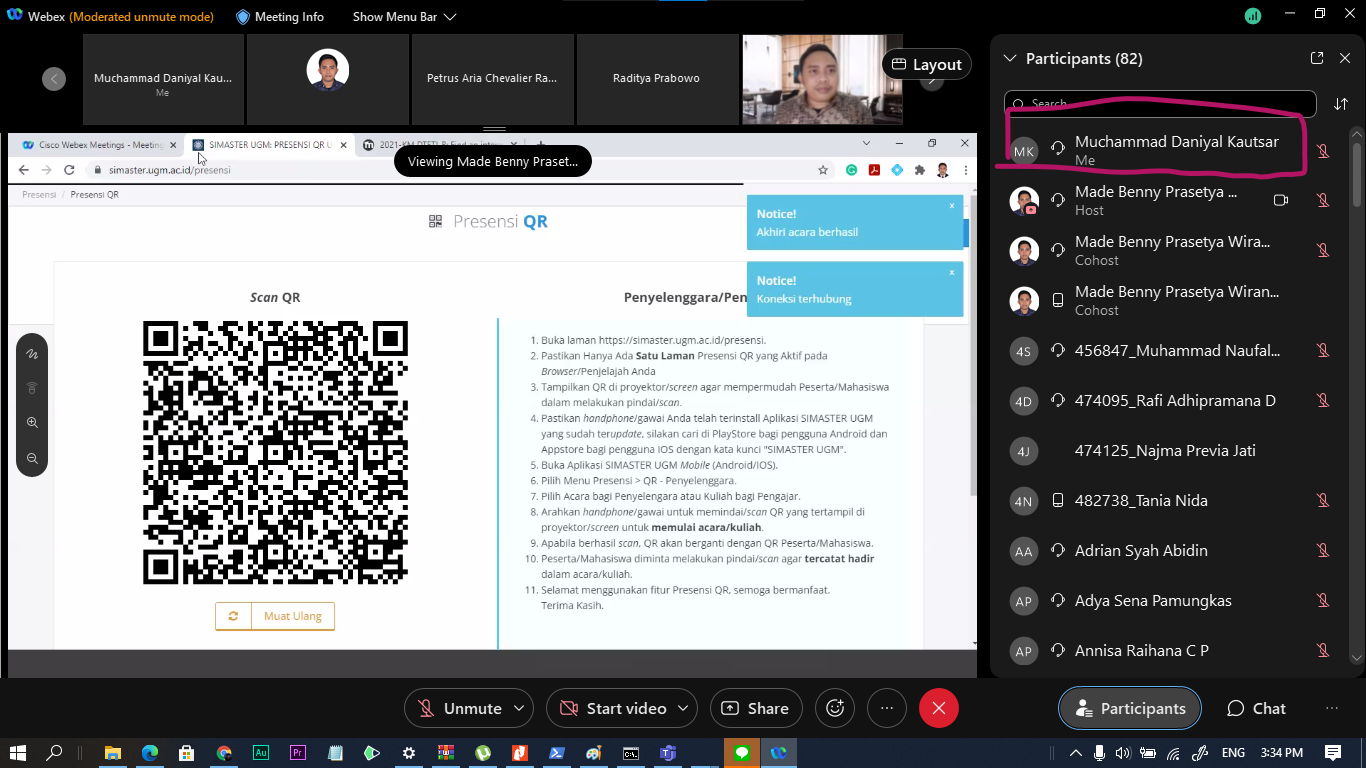 Webex (Moderated unmute mode) Meeting Info Show Menu Bar
Muchammad Daniyal Kau...
Me
Petrus Aria Chevalier Ra...
Raditya Prabowo
Layout
Cisco Webex Meetings - Meeting
SIMASTER UGM: PRESENSI QR U
Viewing Made Benny Praset...
simaster.ugm.ac.id/presensi
Presensi / Presensi QR
Presensi QR
Notice!
Akhiri acara berhasil
Notice!
Koneksi terhubung
Scan QR
Muat Ulang
Penyelenggara/Pen
1. Buka laman https://simaster.ugm.ac.id/presensi.
2. Pastikan Hanya Ada Satu Laman Presensi QR yang Aktif pada
Browser/Penjelajah Anda
3. Tampilkan QR di proyektor/screen agar mempermudah Peserta/Mahasiswa
dalam melakukan pindai/scan.
4. Pastikan handphone/gawai Anda telah terinstall Aplikasi SIMASTER UGM
yang sudah terupdate, silakan cari di PlayStore bagi pengguna Android dan
Appstore bagi pengguna IOS dengan kata kunci "SIMASTER UGM".
5. Buka Aplikasi SIMASTER UGM Mobile (Android/IOS).
6. Pilih Menu Presensi > QR - Penyelenggara.
7. Pilih Acara bagi Penyelengara atau Kuliah bagi Pengajar.
8. Arahkan handphone/gawai untuk memindai/scan QR yang tertampil di
proyektor/screen untuk memulai acara/kuliah.
9. Apabila berhasil scan, QR akan berganti dengan QR Peserta/Mahasiswa.
10. Peserta/Mahasiswa diminta melakukan pindai/scan agar tercatat hadir
dalam acara/kuliah.
11. Selamat menggunakan fitur Presensi QR, semoga bermanfaat.
Terima Kasih.
Participants (82)
Search
MK Muchammad Daniyal Kautsar
Me
Made Benny Prasetya ...
Host
Made Benny Prasetya Wira...
Cohost
Made Benny Prasetya Wiran...
Cohost
4S 456847_Muhammad Naufal...
4D 474095_Rafi Adhipramana D
4J 474125_Najma Previa Jati
4N 482738_Tania Nida
AA Adrian Syah Abidin
AP Adya Sena Pamungkas
AP Annisa Raihana C P
Unmute Start video Share Participants Chat
Au Pr ENG 3:34 PM